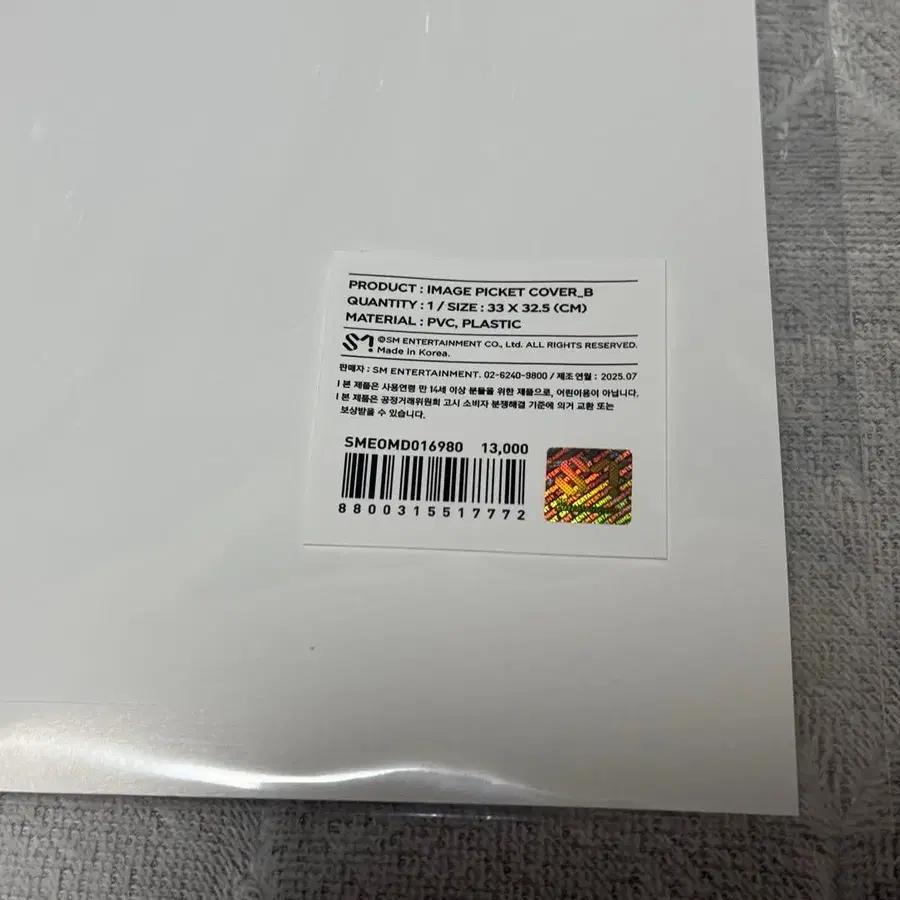 PRODUCT : IMAGE PICKET COVER_B
QUANTITY : 1 / SIZE : 33 X 32.5 (CM)
MATERIAL : PVC, PLASTIC
SM ©SM ENTERTAINMENT CO., Ltd. ALL RIGHTS RESERVED.
Made in Korea.
판매자 : SM ENTERTAINMENT. 02-6240-9800 / 제조연월 : 2025.07
l 본 제품은 사용연령 만 14세 이상 분들을 위한 제품으로, 어린이용이 아닙니다.
l 본 제품은 공정거래위원회 고시 소비자 분쟁해결 기준에 의거 교환 또는
보상받을 수 있습니다.
SMEOMD016980 13,000
8800315517772